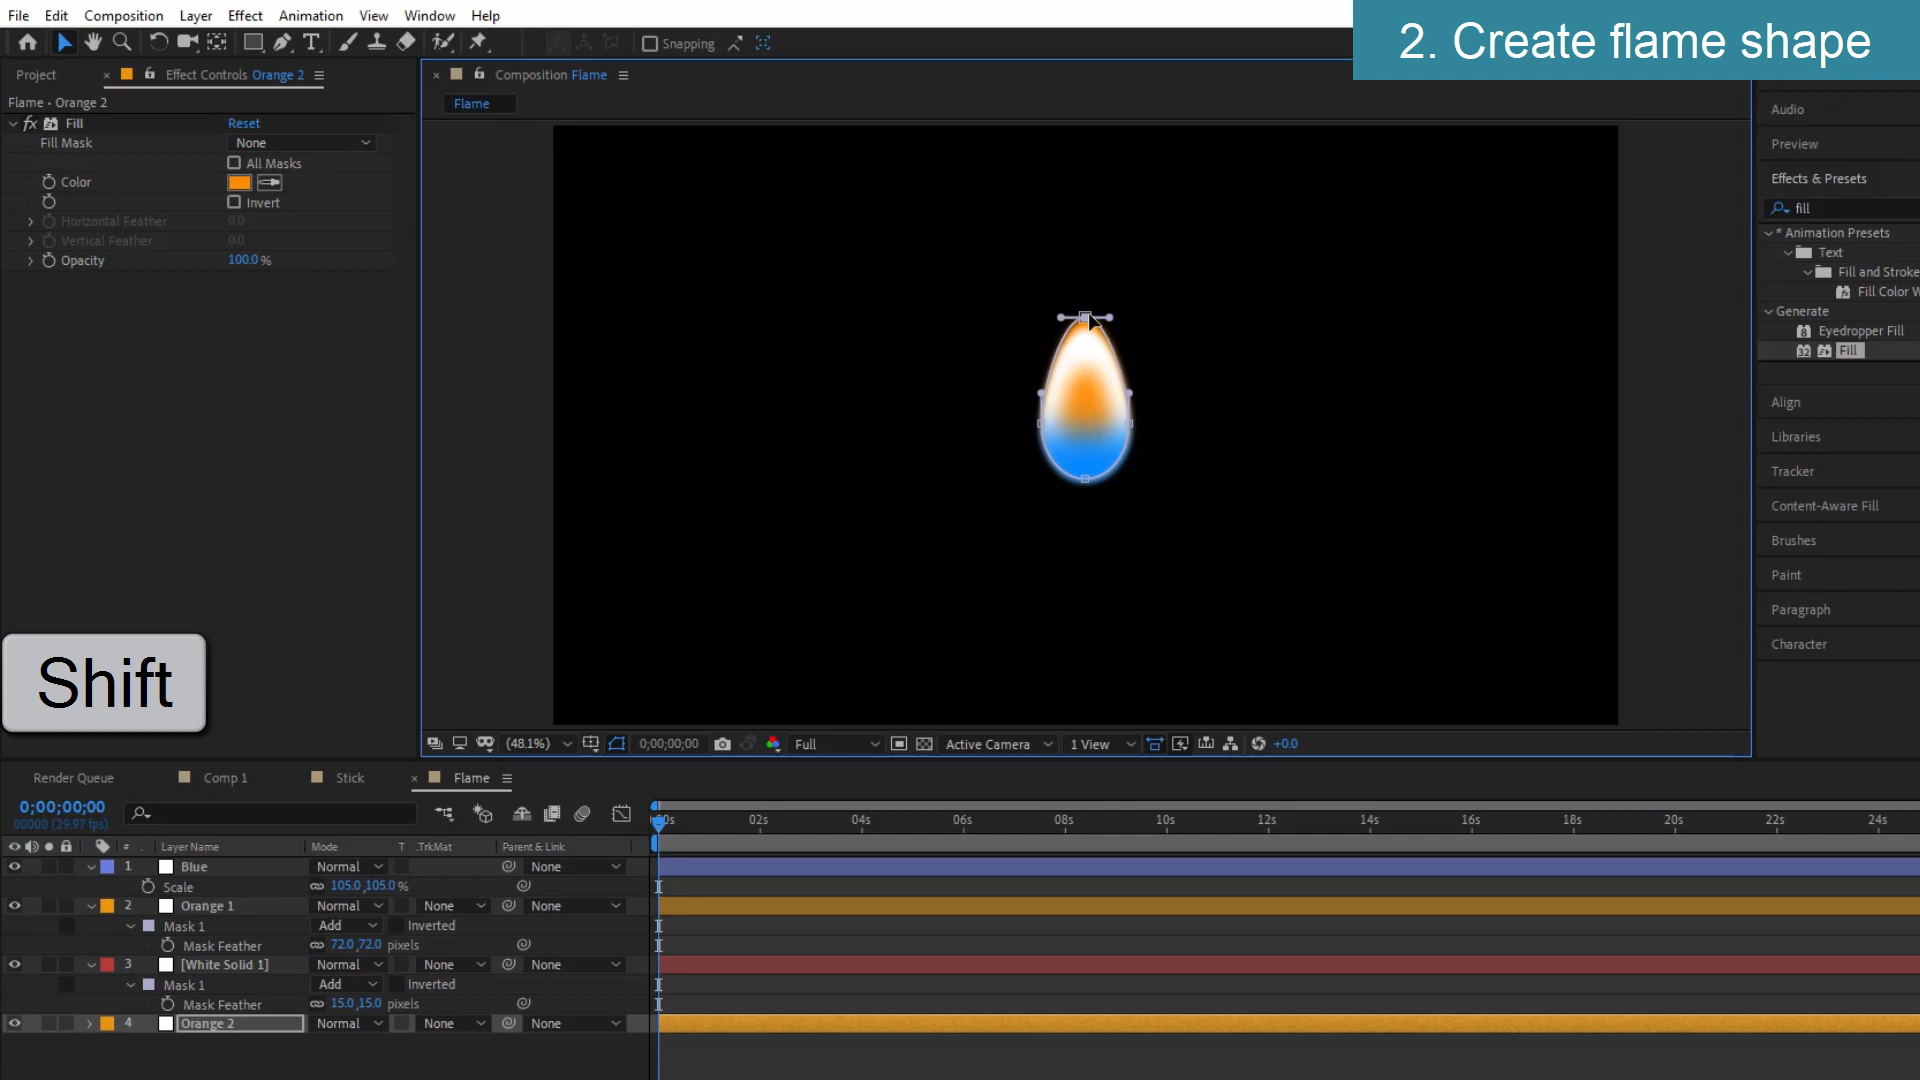 File Edit Composition Layer Effect Animation View Window Help
2. Create flame shape
Snapping
Project × Effect Controls Orange 2
× Composition Flame
Flame • Orange 2
Flame
fx Fill Reset
Fill Mask None
All Masks
Color
Invert
Horizontal Feather 0.0
Vertical Feather 0.0
Opacity 100.0 %
Audio
Preview
Effects & Presets
fill
* Animation Presets
Text
Fill and Stroke
Fill Color W
Generate
Eyedropper Fill
Fill
Align
Libraries
Tracker
Content-Aware Fill
Brushes
Paint
Paragraph
Character
Shift
(48.1%) 0;00;00;00 Full Active Camera 1 View +0.0
Render Queue Comp 1 Stick × Flame
0;00;00;00
00000 (29.97 fps)
00s 02s 04s 06s 08s 10s 12s 14s 16s 18s 20s 22s 24s
# Layer Name Mode T .TrkMat Parent & Link
1 Blue Normal None
Scale 105.0,105.0 %
2 Orange 1 Normal None None
Mask 1 Add Inverted
Mask Feather 72.0,72.0 pixels
3 [White Solid 1] Normal None None
Mask 1 Add Inverted
Mask Feather 15.0,15.0 pixels
4 Orange 2 Normal None None